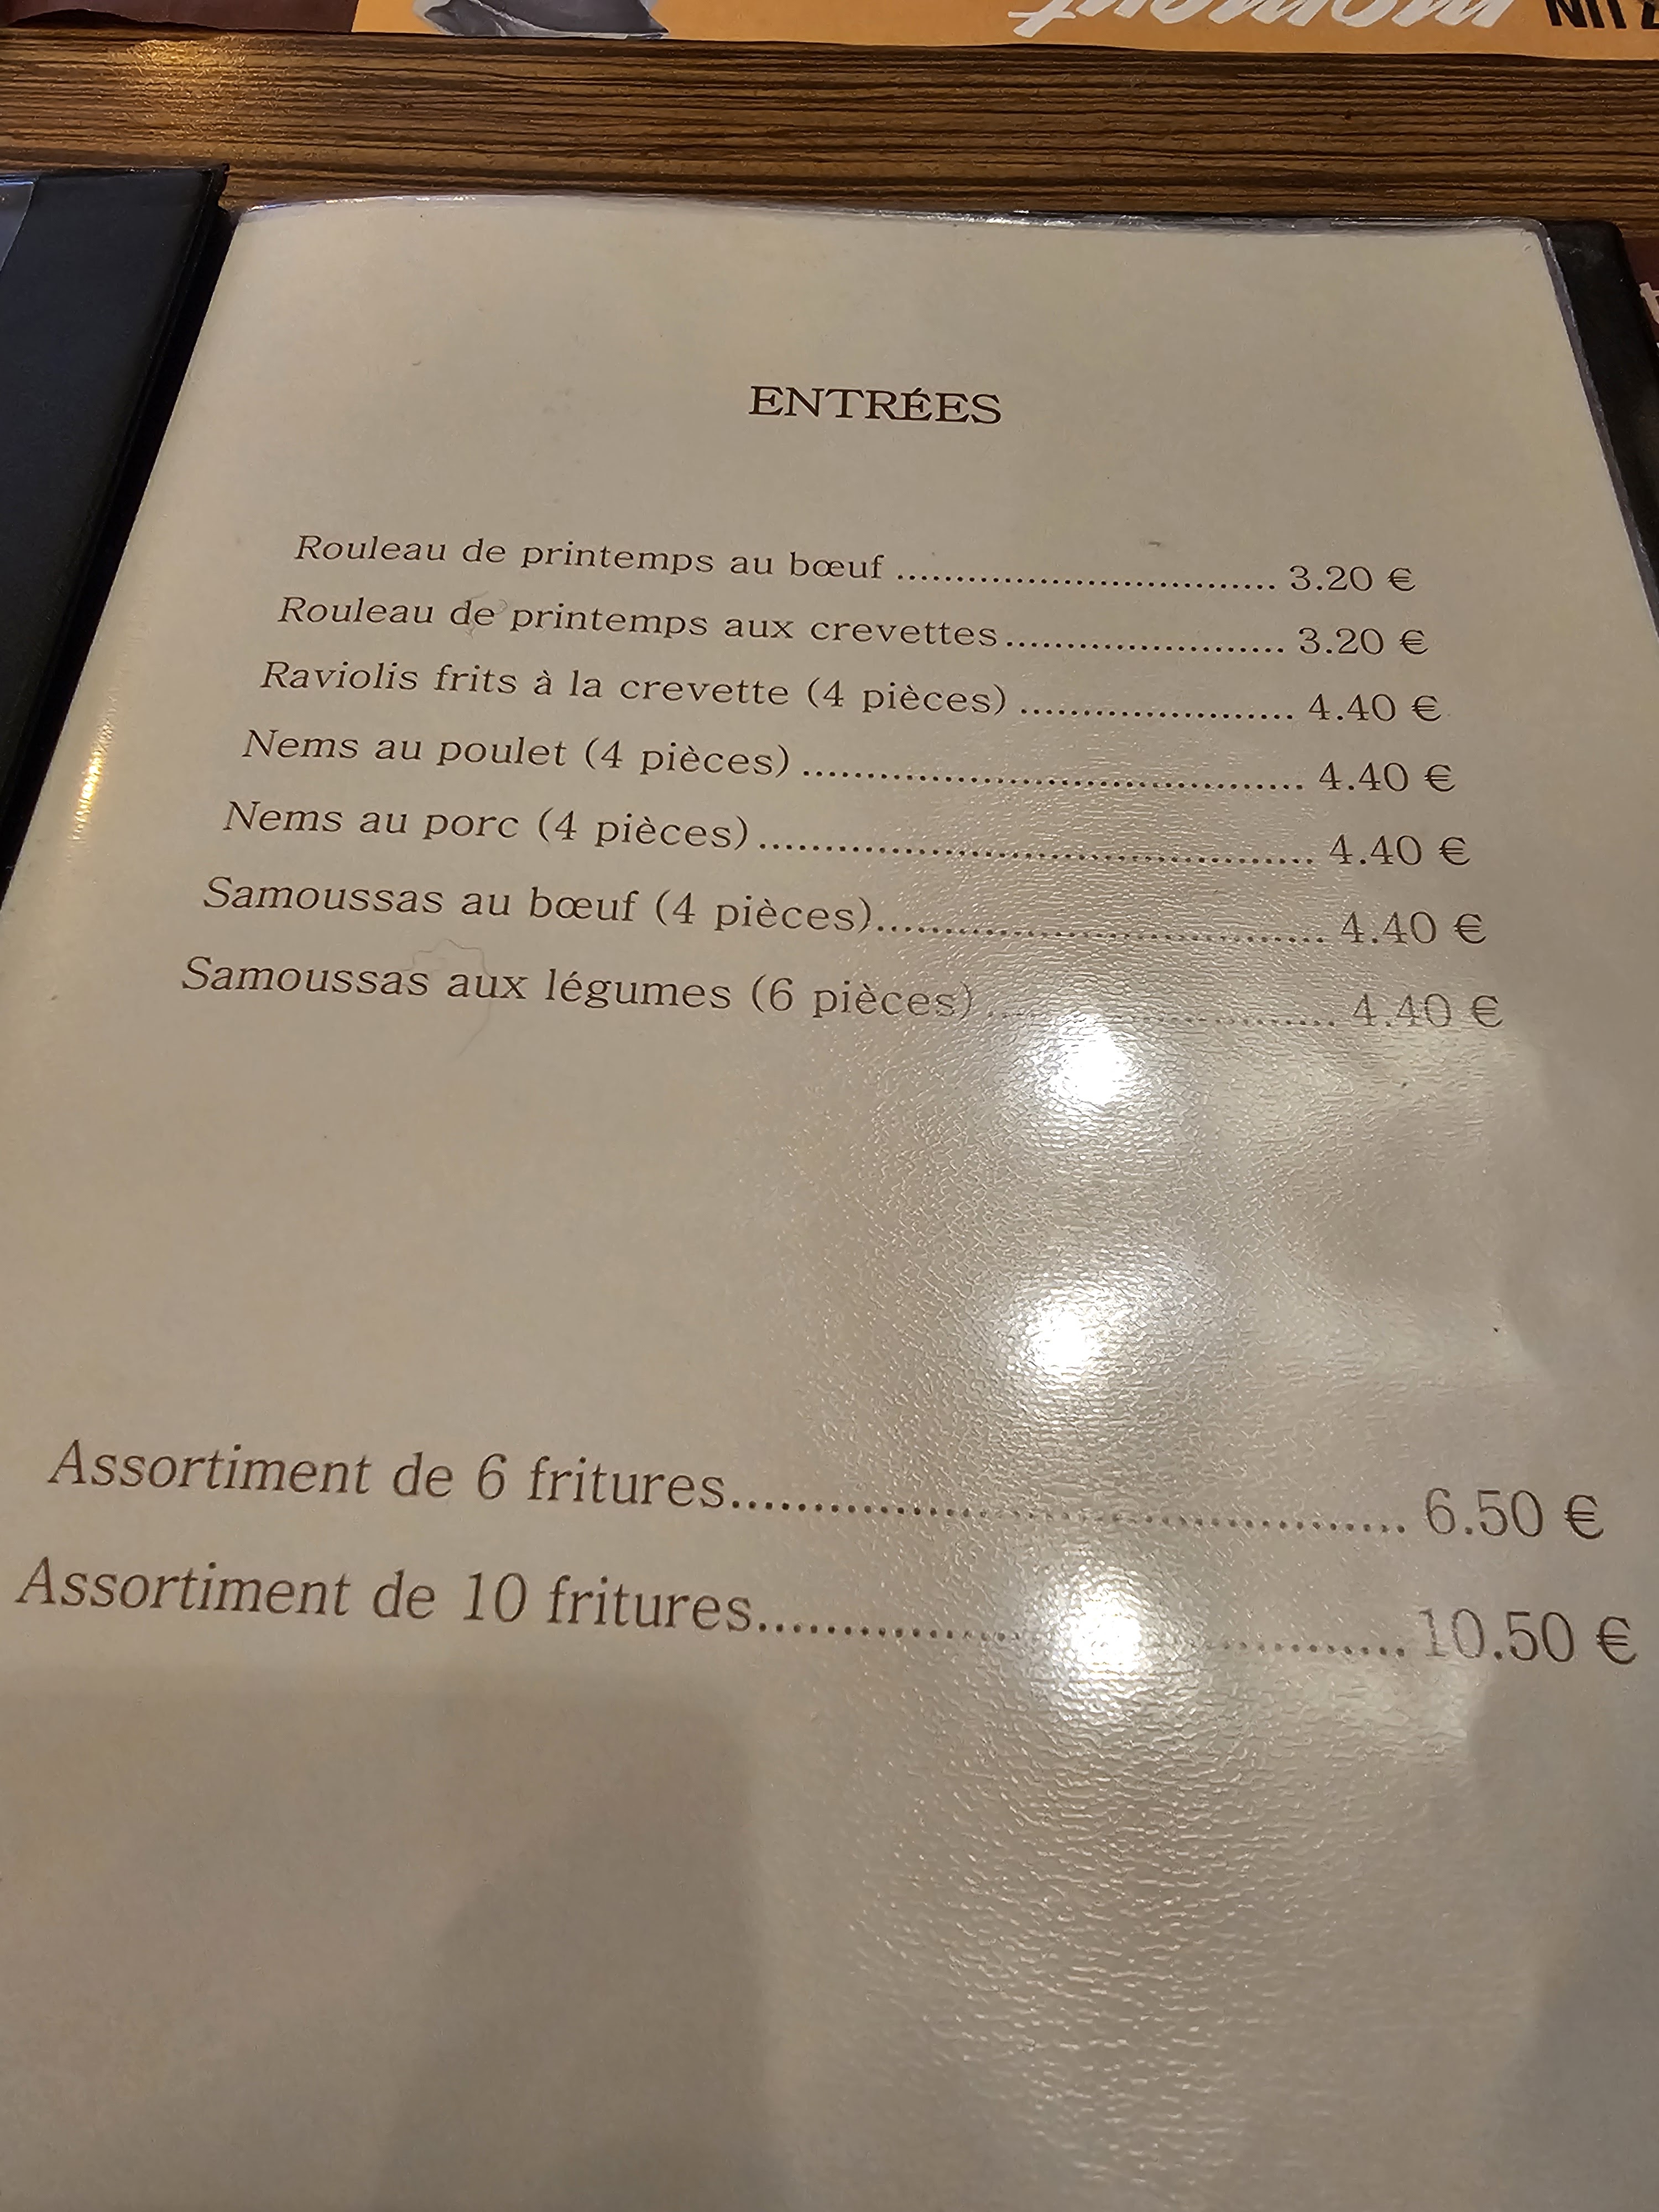 moment
UN
ENTRÉES
Rouleau de printemps au bœuf ................................ 3.20 €
Rouleau de printemps aux crevettes........................ 3.20 €
Raviolis frits à la crevette (4 pièces) ....................... 4.40 €
Nems au poulet (4 pièces) .......................................... 4.40 €
Nems au porc (4 pièces) .............................................. 4.40 €
Samoussas au bœuf (4 pièces)..................................... 4.40 €
Samoussas aux légumes (6 pièces) ............................ 4.40 €
Assortiment de 6 fritures............................................. 6.50 €
Assortiment de 10 fritures.......................................... 10.50 €